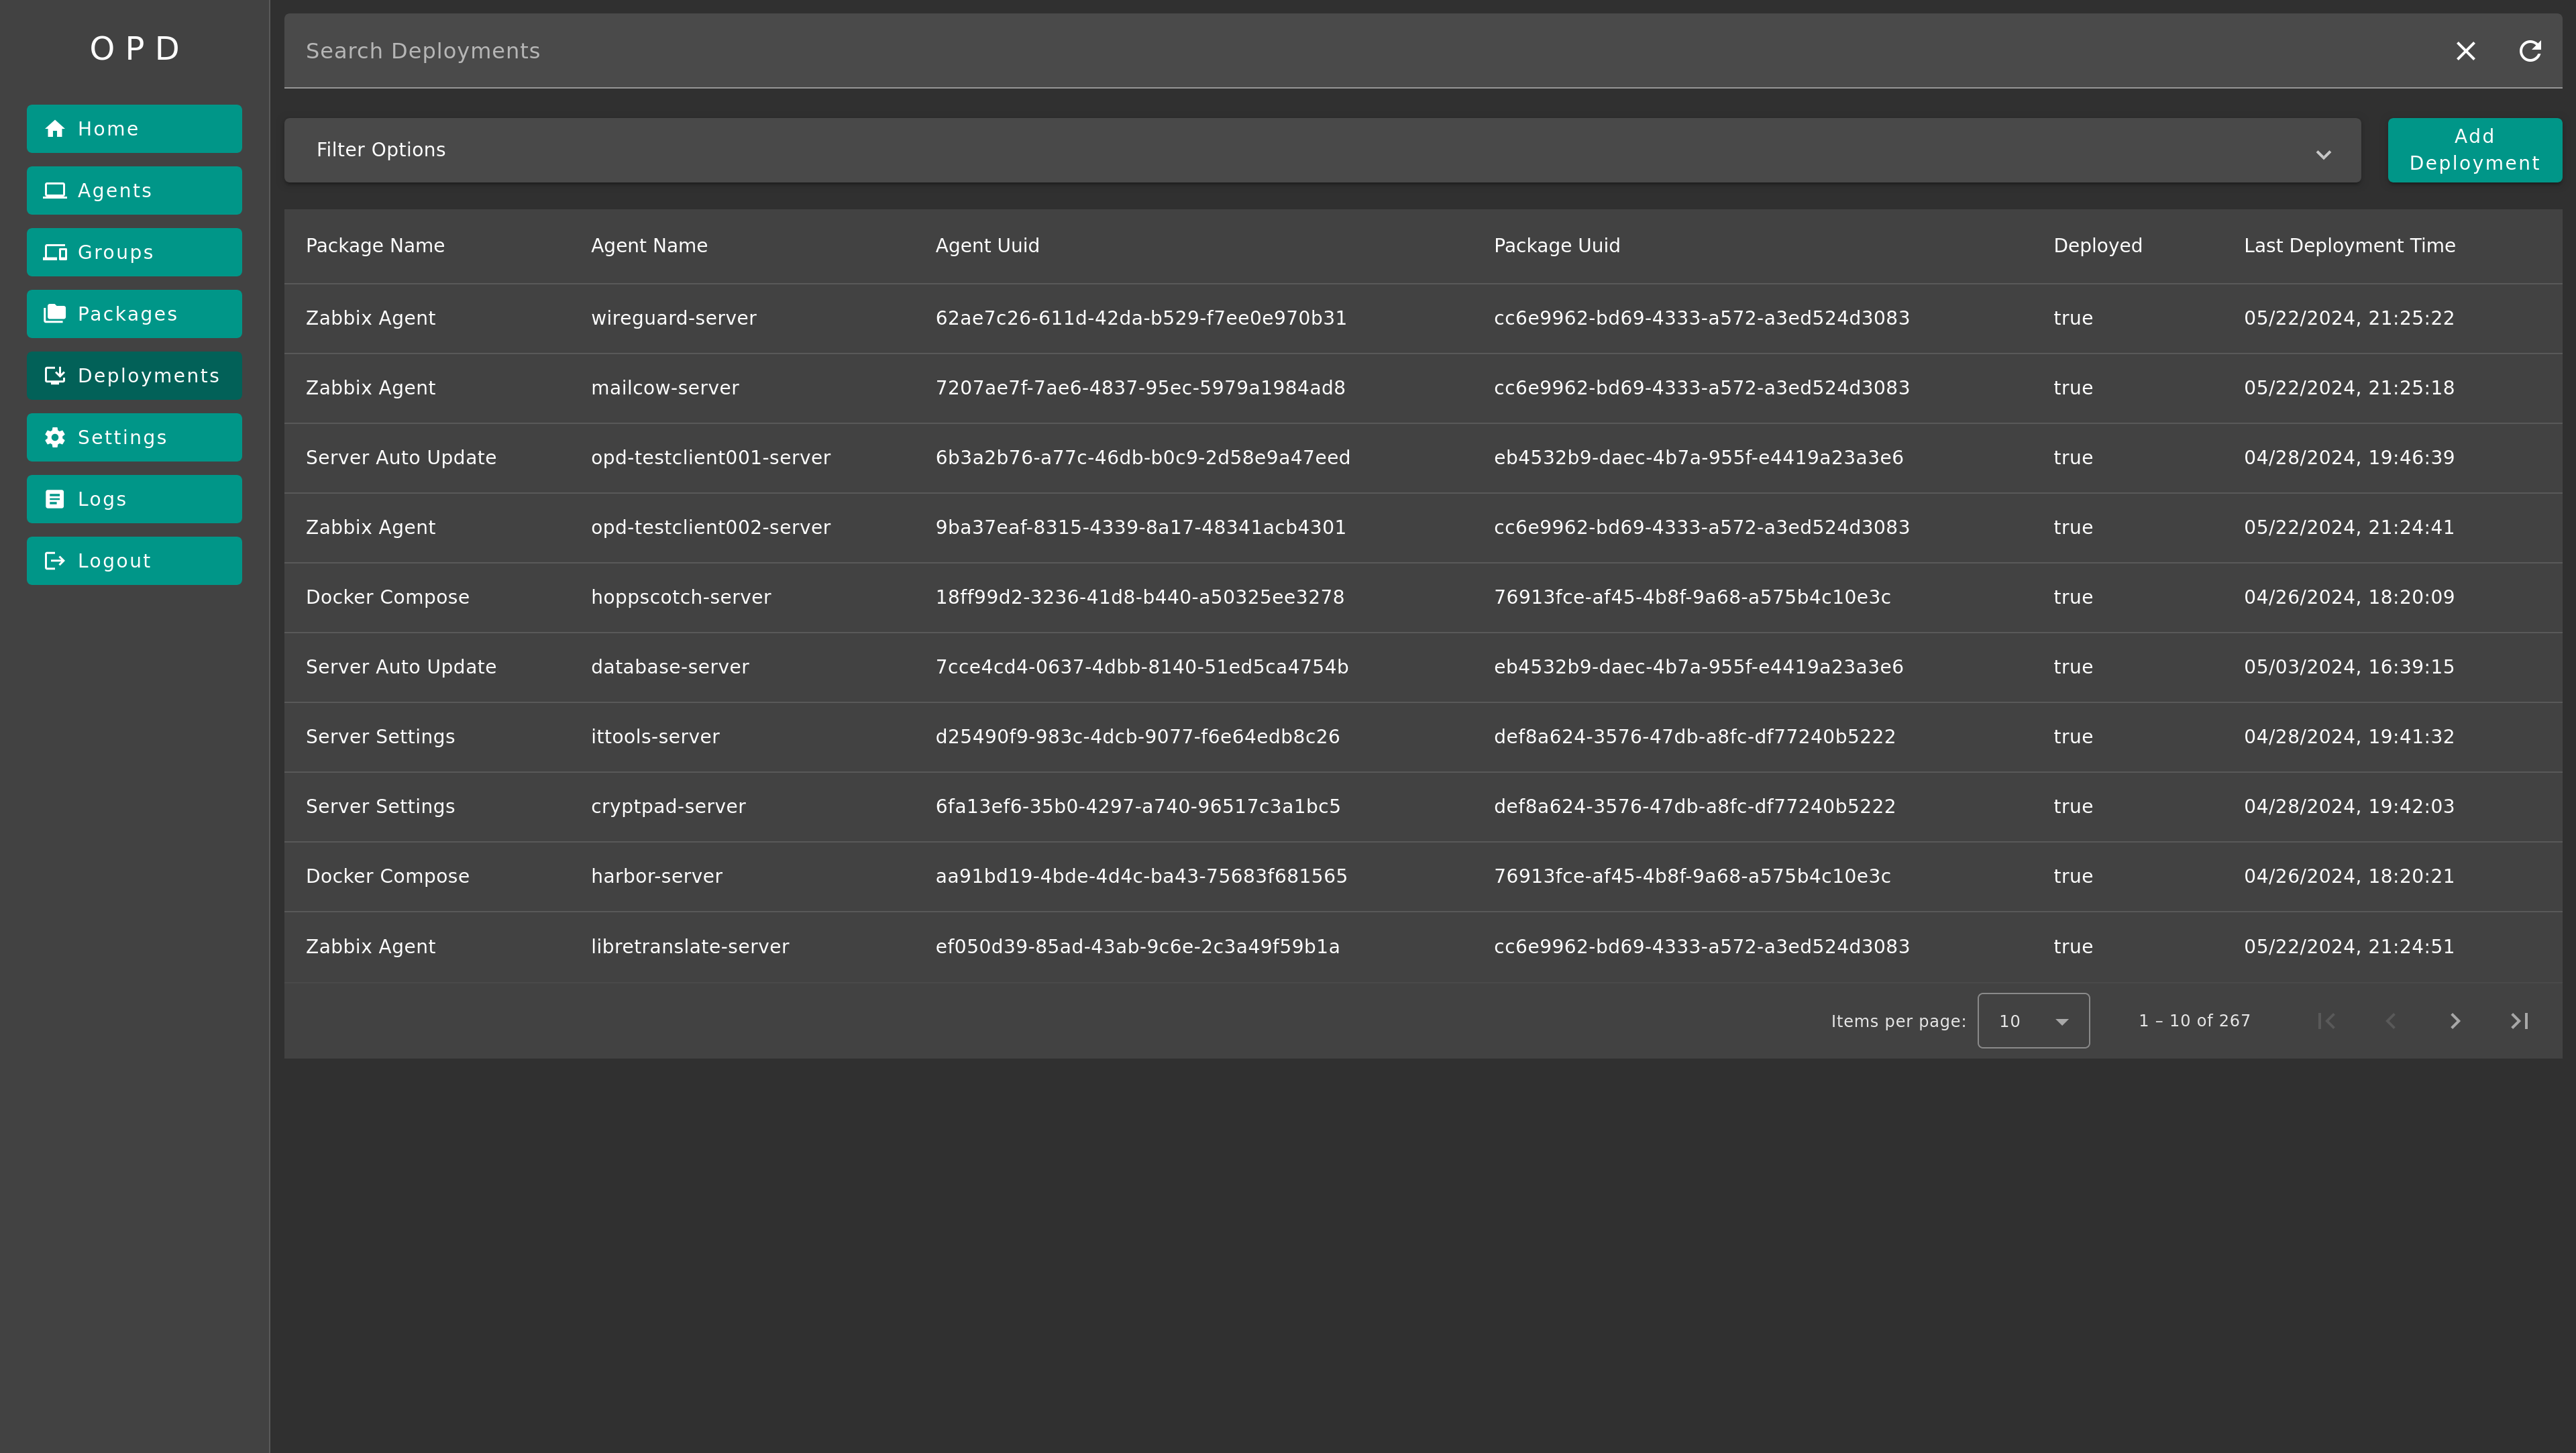 OPD
Home
Agents
Groups
Packages
Deployments
Settings
Logs
Logout
Search Deployments
Filter Options
Add
Deployment
Package Name Agent Name Agent Uuid Package Uuid Deployed Last Deployment Time
Zabbix Agent wireguard-server 62ae7c26-611d-42da-b529-f7ee0e970b31 cc6e9962-bd69-4333-a572-a3ed524d3083 true 05/22/2024, 21:25:22
Zabbix Agent mailcow-server 7207ae7f-7ae6-4837-95ec-5979a1984ad8 cc6e9962-bd69-4333-a572-a3ed524d3083 true 05/22/2024, 21:25:18
Server Auto Update opd-testclient001-server 6b3a2b76-a77c-46db-b0c9-2d58e9a47eed eb4532b9-daec-4b7a-955f-e4419a23a3e6 true 04/28/2024, 19:46:39
Zabbix Agent opd-testclient002-server 9ba37eaf-8315-4339-8a17-48341acb4301 cc6e9962-bd69-4333-a572-a3ed524d3083 true 05/22/2024, 21:24:41
Docker Compose hoppscotch-server 18ff99d2-3236-41d8-b440-a50325ee3278 76913fce-af45-4b8f-9a68-a575b4c10e3c true 04/26/2024, 18:20:09
Server Auto Update database-server 7cce4cd4-0637-4dbb-8140-51ed5ca4754b eb4532b9-daec-4b7a-955f-e4419a23a3e6 true 05/03/2024, 16:39:15
Server Settings ittools-server d25490f9-983c-4dcb-9077-f6e64edb8c26 def8a624-3576-47db-a8fc-df77240b5222 true 04/28/2024, 19:41:32
Server Settings cryptpad-server 6fa13ef6-35b0-4297-a740-96517c3a1bc5 def8a624-3576-47db-a8fc-df77240b5222 true 04/28/2024, 19:42:03
Docker Compose harbor-server aa91bd19-4bde-4d4c-ba43-75683f681565 76913fce-af45-4b8f-9a68-a575b4c10e3c true 04/26/2024, 18:20:21
Zabbix Agent libretranslate-server ef050d39-85ad-43ab-9c6e-2c3a49f59b1a cc6e9962-bd69-4333-a572-a3ed524d3083 true 05/22/2024, 21:24:51
Items per page: 10 1 – 10 of 267